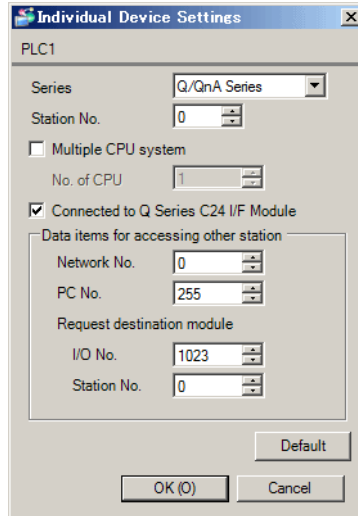 Individual Device Settings
PLC1
Series Q/QnA Series
Station No. 0
Multiple CPU system
No. of CPU 1
Connected to Q Series C24 I/F Module
Data items for accessing other station
Network No. 0
PC No. 255
Request destination module
I/O No. 1023
Station No. 0
Default
OK (O) Cancel